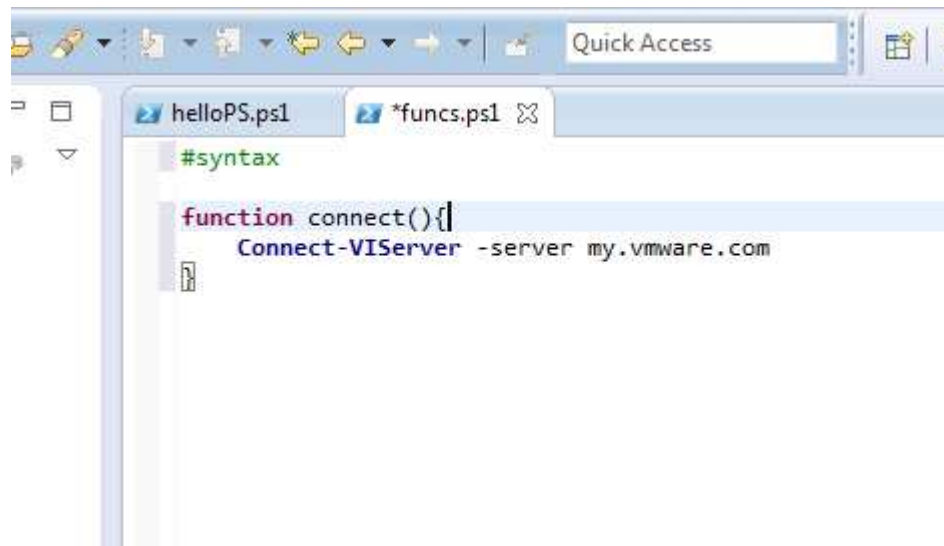 Quick Access
helloPS.ps1
*funcs.ps1
#syntax
function connect(){
    Connect-VIServer -server my.vmware.com
}